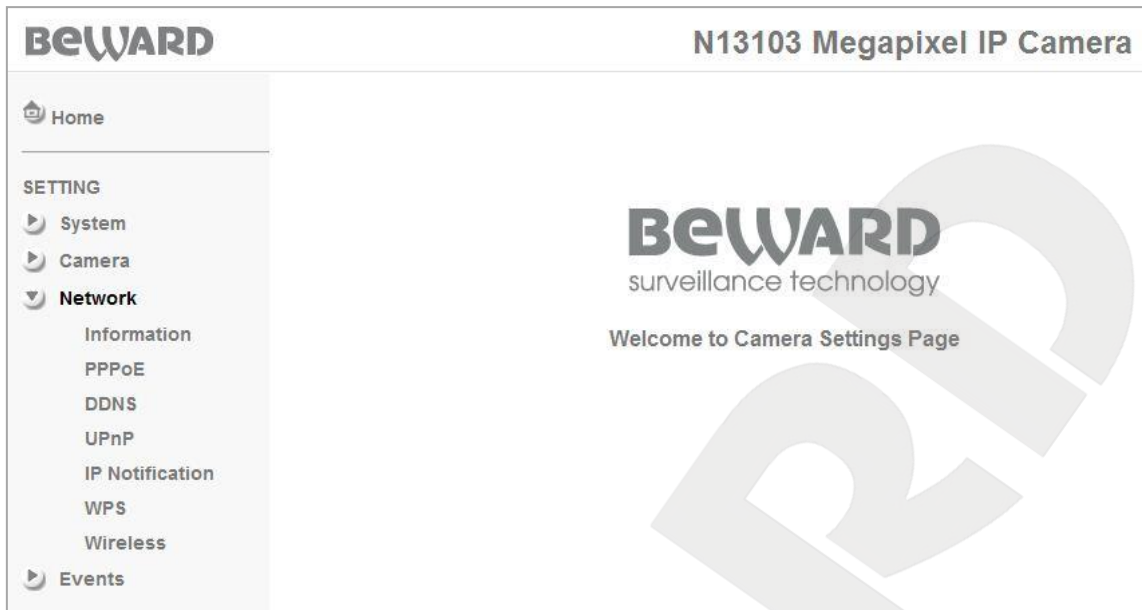 BEWARD
N13103 Megapixel IP Camera
Home
SETTING
System
Camera
Network
Information
PPPoE
DDNS
UPnP
IP Notification
WPS
Wireless
Events
BEWARD
surveillance technology
Welcome to Camera Settings Page
RD